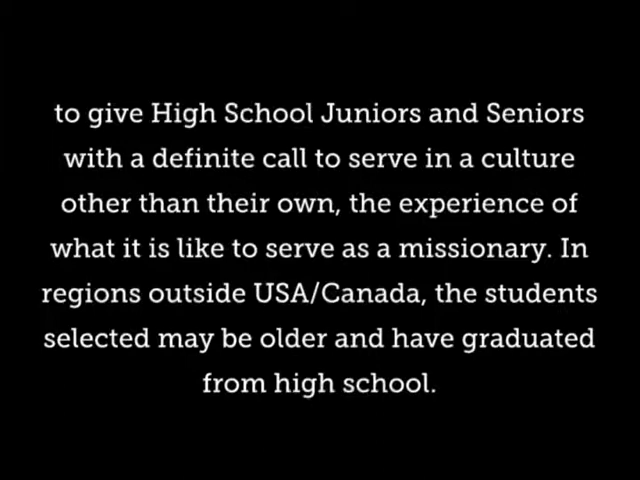 to give High School Juniors and Seniors
with a definite call to serve in a culture
other than their own, the experience of
what it is like to serve as a missionary. In
regions outside USA/Canada, the students
selected may be older and have graduated
from high school.